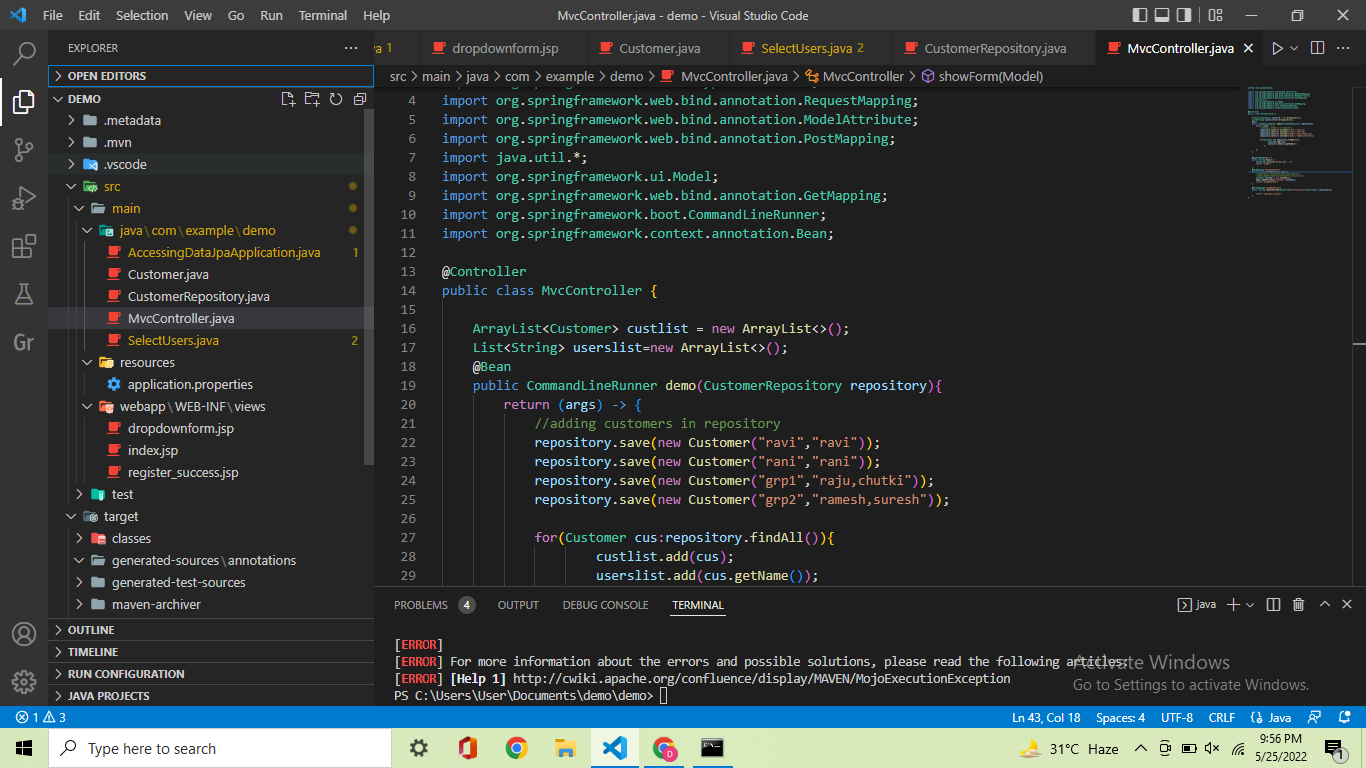 File Edit Selection View Go Run Terminal Help
MvcController.java - demo - Visual Studio Code
EXPLORER
va 1 dropdownform.jsp Customer.java SelectUsers.java 2 CustomerRepository.java MvcController.java
OPEN EDITORS
src > main > java > com > example > demo > MvcController.java > MvcController > showForm(Model)
DEMO
.metadata
.mvn
.vscode
src
main
java\com\example\demo
AccessingDataJpaApplication.java 1
Customer.java
CustomerRepository.java
MvcController.java
SelectUsers.java 2
resources
application.properties
webapp\WEB-INF\views
dropdownform.jsp
index.jsp
register_success.jsp
test
target
classes
generated-sources\annotations
generated-test-sources
maven-archiver
OUTLINE
TIMELINE
RUN CONFIGURATION
JAVA PROJECTS
4 import org.springframework.web.bind.annotation.RequestMapping;
5 import org.springframework.web.bind.annotation.ModelAttribute;
6 import org.springframework.web.bind.annotation.PostMapping;
7 import java.util.*;
8 import org.springframework.ui.Model;
9 import org.springframework.web.bind.annotation.GetMapping;
10 import org.springframework.boot.CommandLineRunner;
11 import org.springframework.context.annotation.Bean;
12
13 @Controller
14 public class MvcController {
15
16 ArrayList<Customer> custlist = new ArrayList<>();
17 List<String> userslist=new ArrayList<>();
18 @Bean
19 public CommandLineRunner demo(CustomerRepository repository){
20 return (args) -> {
21 //adding customers in repository
22 repository.save(new Customer("ravi","ravi"));
23 repository.save(new Customer("rani","rani"));
24 repository.save(new Customer("grp1","raju,chutki"));
25 repository.save(new Customer("grp2","ramesh,suresh"));
26
27 for(Customer cus:repository.findAll()){
28 custlist.add(cus);
29 userslist.add(cus.getName());
PROBLEMS 4 OUTPUT DEBUG CONSOLE TERMINAL
java
[ERROR]
[ERROR] For more information about the errors and possible solutions, please read the following articles:
[ERROR] [Help 1] http://cwiki.apache.org/confluence/display/MAVEN/MojoExecutionException
PS C:\Users\User\Documents\demo\demo>
Activate Windows
Go to Settings to activate Windows.
1 3
Ln 43, Col 18 Spaces: 4 UTF-8 CRLF Java
Type here to search
31°C Haze
9:56 PM
5/25/2022
1
Gr